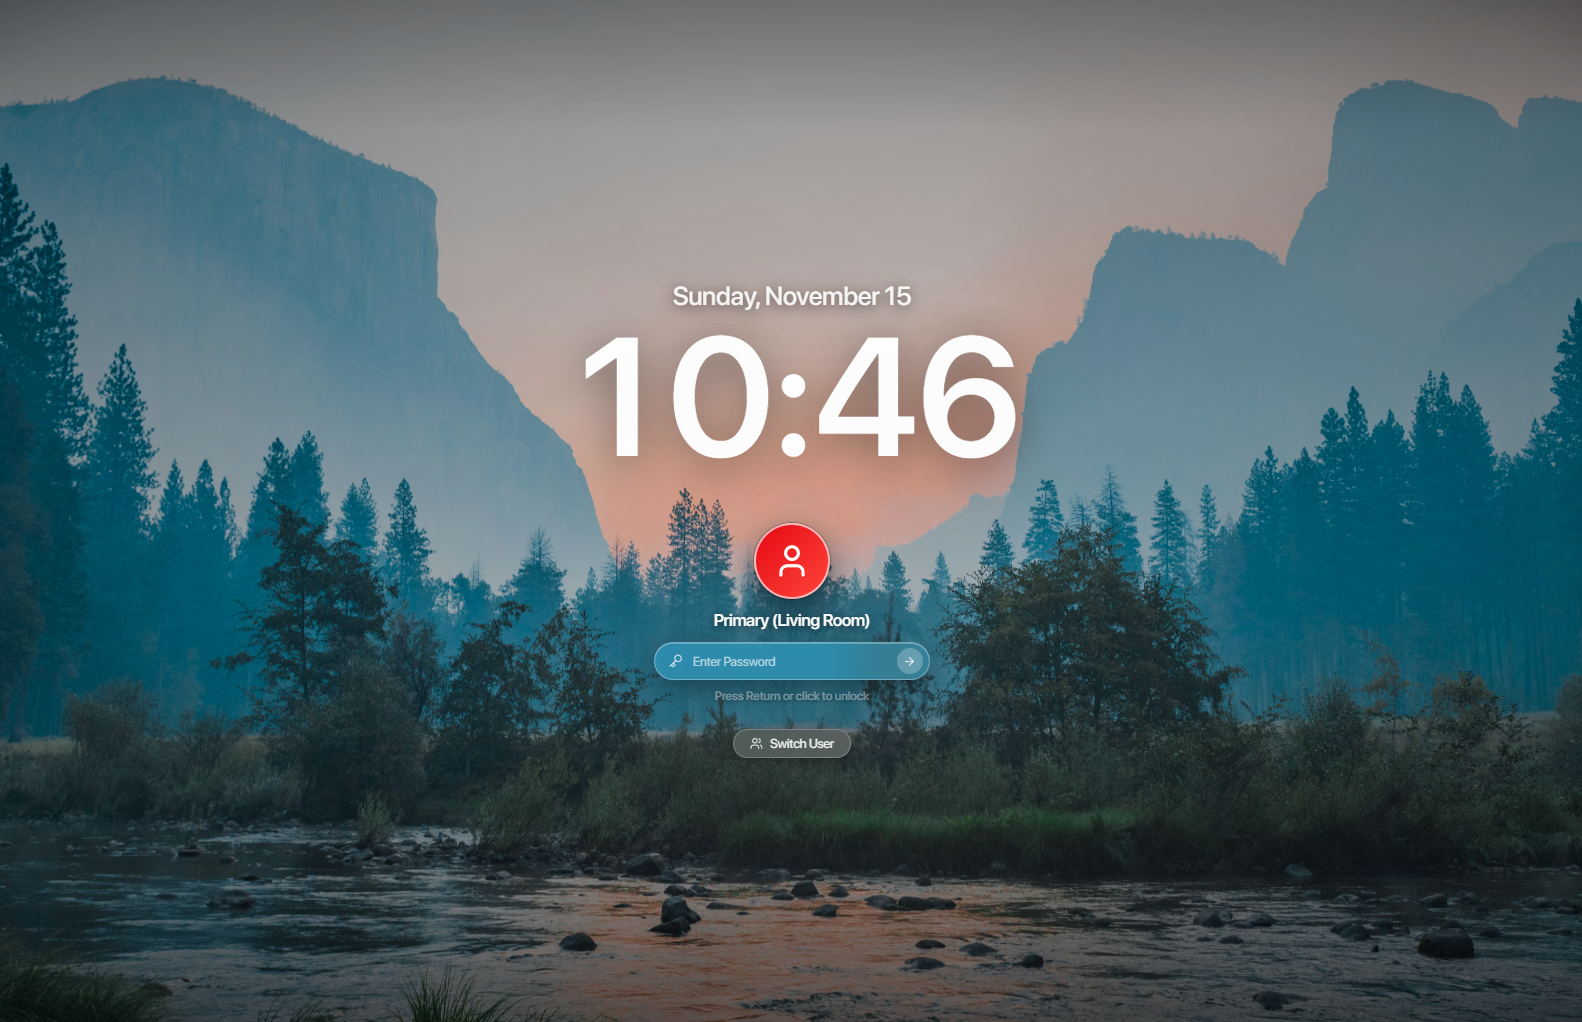 Sunday, November 15
10:46
Primary (Living Room)
Enter Password
Press Return or click to unlock
Switch User